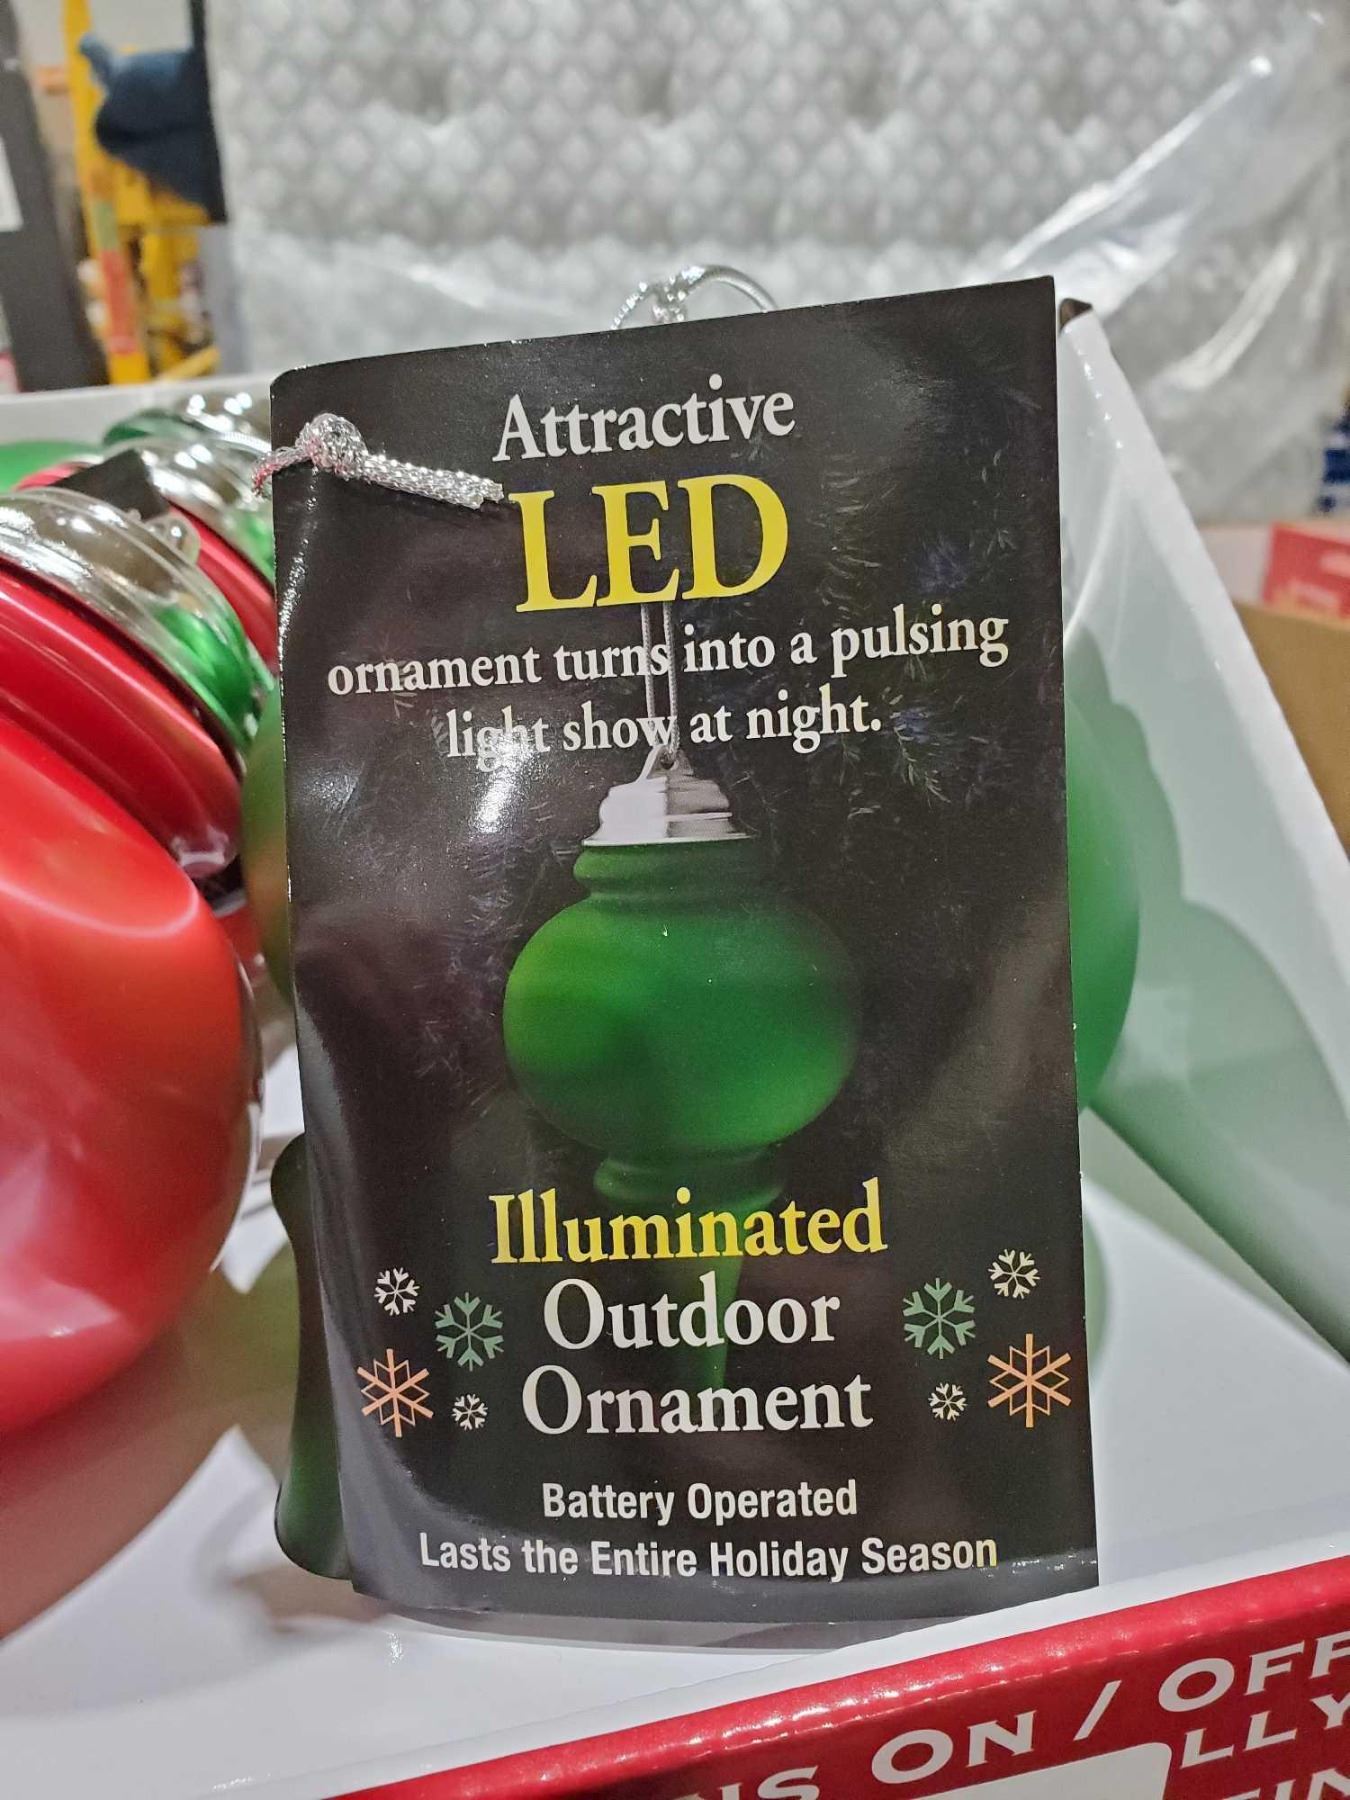 Attractive
LED
ornament turns into a pulsing
light show at night.
Illuminated
Outdoor
Ornament
Battery Operated
Lasts the Entire Holiday Season
ON / OFF